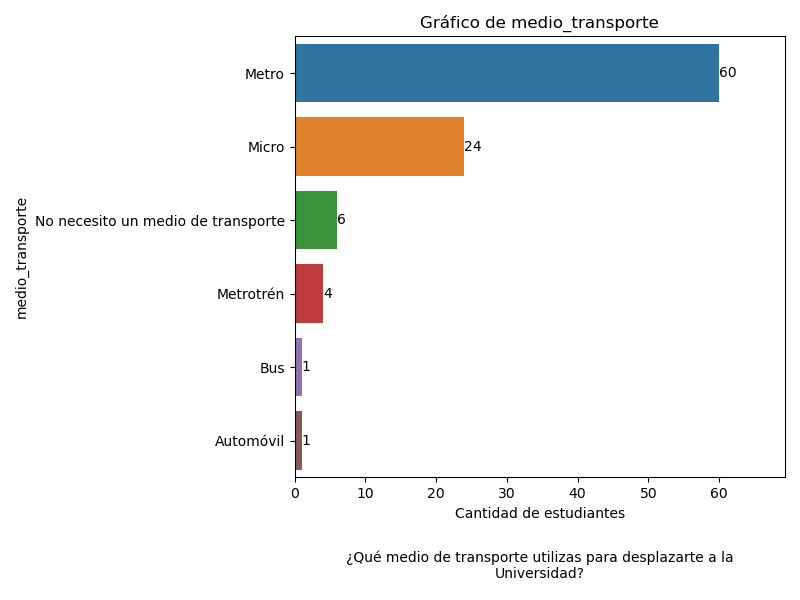 Gráfico de medio_transporte
medio_transporte
Metro
60
Micro
24
No necesito un medio de transporte
6
Metrotrén
4
Bus
1
Automóvil
1
0 10 20 30 40 50 60
Cantidad de estudiantes
¿Qué medio de transporte utilizas para desplazarte a la
Universidad?